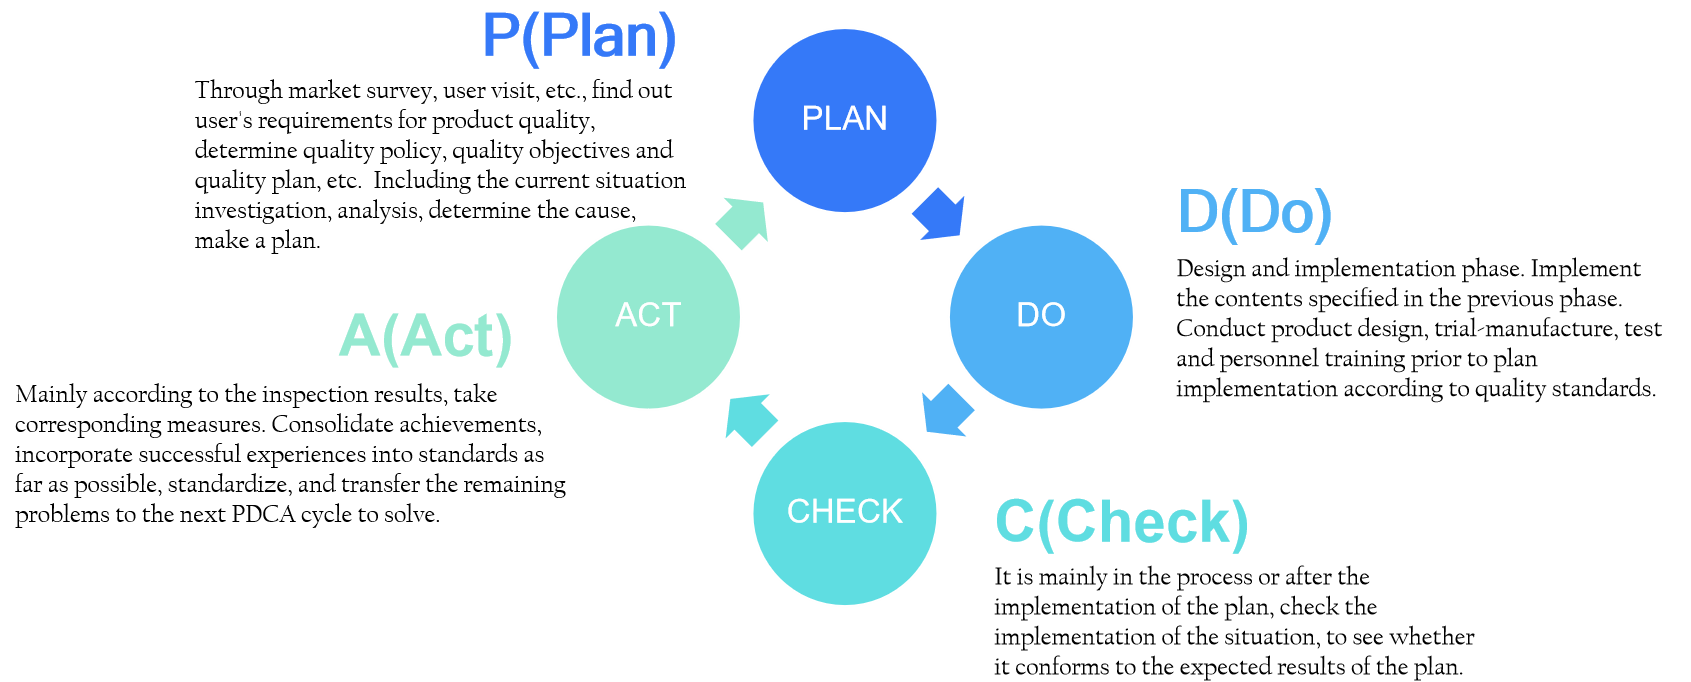 P(Plan)
Through market survey, user visit, etc., find out
user's requirements for product quality,
determine quality policy, quality objectives and
quality plan, etc.  Including the current situation
investigation, analysis, determine the cause,
make a plan.
PLAN
D(Do)
Design and implementation phase. Implement
the contents specified in the previous phase.
Conduct product design, trial-manufacture, test
and personnel training prior to plan
implementation according to quality standards.
DO
C(Check)
It is mainly in the process or after the
implementation of the plan, check the
implementation of the situation, to see whether
it conforms to the expected results of the plan.
CHECK
A(Act)
Mainly according to the inspection results, take
corresponding measures. Consolidate achievements,
incorporate successful experiences into standards as
far as possible, standardize, and transfer the remaining
problems to the next PDCA cycle to solve.
ACT